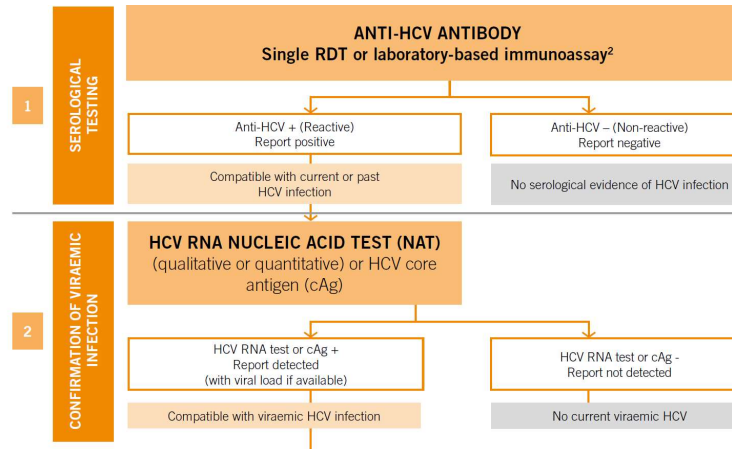 1
SEROLOGICAL
TESTING
ANTI-HCV ANTIBODY
Single RDT or laboratory-based immunoassay²
Anti-HCV + (Reactive)
Report positive
Anti-HCV – (Non-reactive)
Report negative
Compatible with current or past
HCV infection
No serological evidence of HCV infection
2
CONFIRMATION OF VIRAEMIC
INFECTION
HCV RNA NUCLEIC ACID TEST (NAT)
(qualitative or quantitative) or HCV core
antigen (cAg)
HCV RNA test or cAg +
Report detected
(with viral load if available)
HCV RNA test or cAg -
Report not detected
Compatible with viraemic HCV infection
No current viraemic HCV